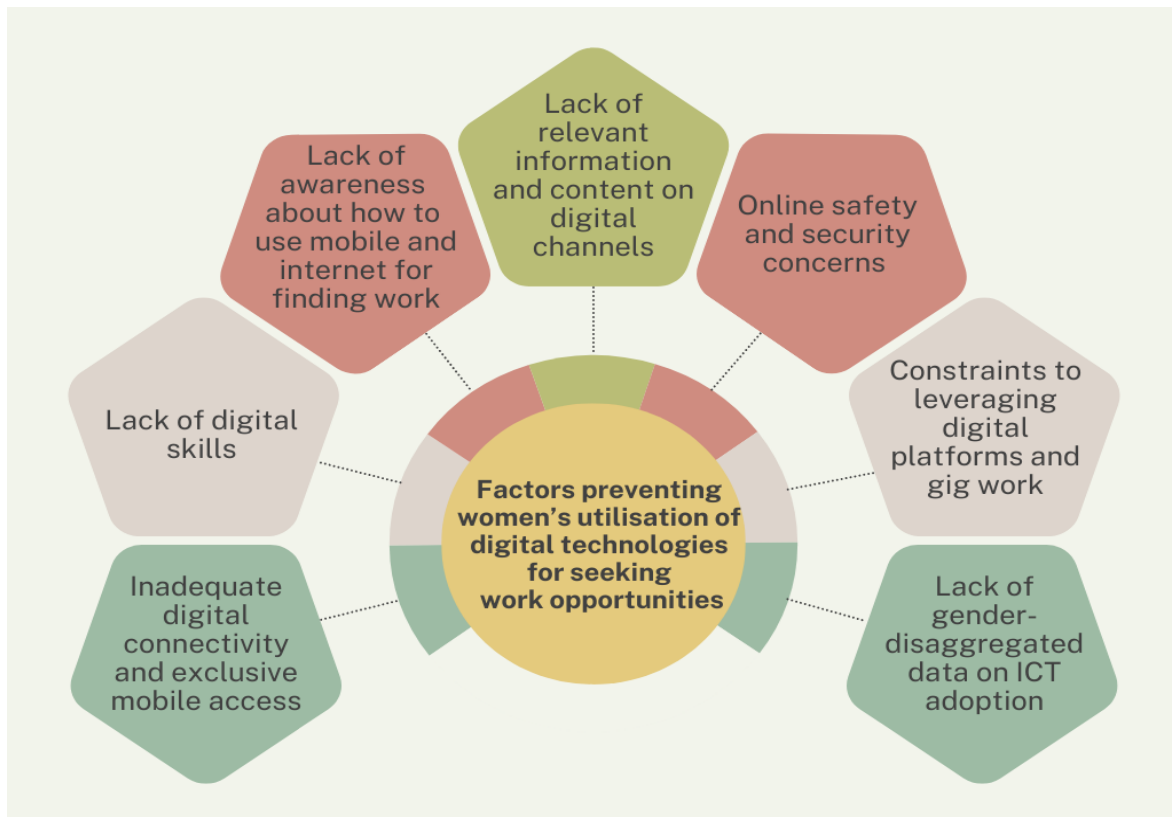 Lack of
relevant
information
and content on
digital
channels
Lack of
awareness
about how to
use mobile and
internet for
finding work
Online safety
and security
concerns
Lack of digital
skills
Constraints to
leveraging
digital
platforms and
gig work
Factors preventing
women’s utilisation of
digital technologies
for seeking
work opportunities
Inadequate
digital
connectivity
and exclusive
mobile access
Lack of
gender-
disaggregated
data on ICT
adoption